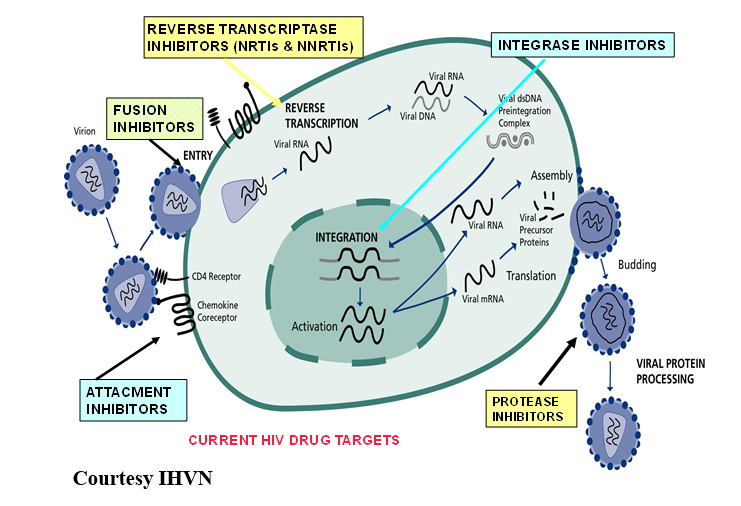 REVERSE TRANSCRIPTASE
INHIBITORS (NRTIs & NNRTIs)
INTEGRASE INHIBITORS
FUSION
INHIBITORS
Virion
ENTRY
REVERSE
TRANSCRIPTION
Viral RNA
Viral RNA
Viral DNA
Viral dsDNA
Preintegration
Complex
INTEGRATION
Activation
Assembly
Viral RNA
Viral
Precursor
Proteins
Translation
Viral mRNA
CD4 Receptor
Chemokine
Coreceptor
Budding
VIRAL PROTEIN
PROCESSING
ATTACMENT
INHIBITORS
PROTEASE
INHIBITORS
CURRENT HIV DRUG TARGETS
Courtesy IHVN